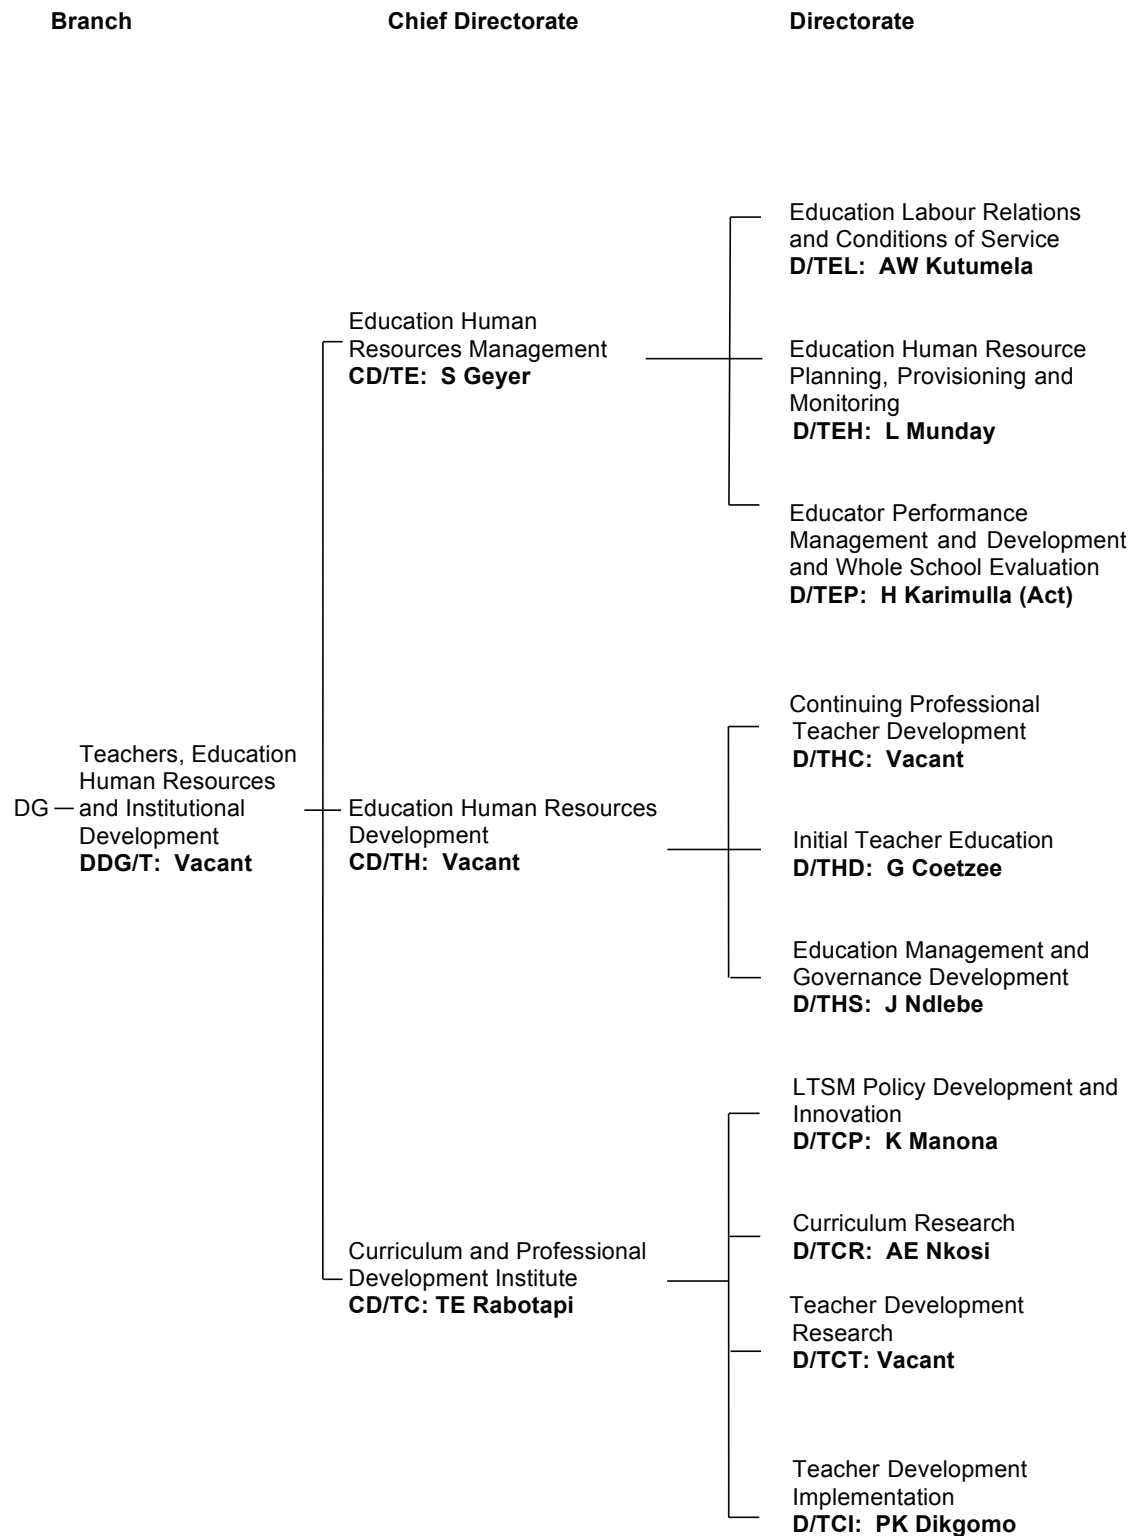 Branch
Chief Directorate
Directorate
Education Labour Relations
and Conditions of Service
D/TEL: AW Kutumela
Education Human
Resources Management
CD/TE: S Geyer
Education Human Resource
Planning, Provisioning and
Monitoring
D/TEH: L Munday
Educator Performance
Management and Development
and Whole School Evaluation
D/TEP: H Karimulla (Act)
Continuing Professional
Teacher Development
D/THC: Vacant
DG
Teachers, Education
Human Resources
and Institutional
Development
DDG/T: Vacant
Education Human Resources
Development
CD/TH: Vacant
Initial Teacher Education
D/THD: G Coetzee
Education Management and
Governance Development
D/THS: J Ndlebe
LTSM Policy Development and
Innovation
D/TCP: K Manona
Curriculum and Professional
Development Institute
CD/TC: TE Rabotapi
Curriculum Research
D/TCR: AE Nkosi
Teacher Development
Research
D/TCT: Vacant
Teacher Development
Implementation
D/TCI: PK Dikgomo